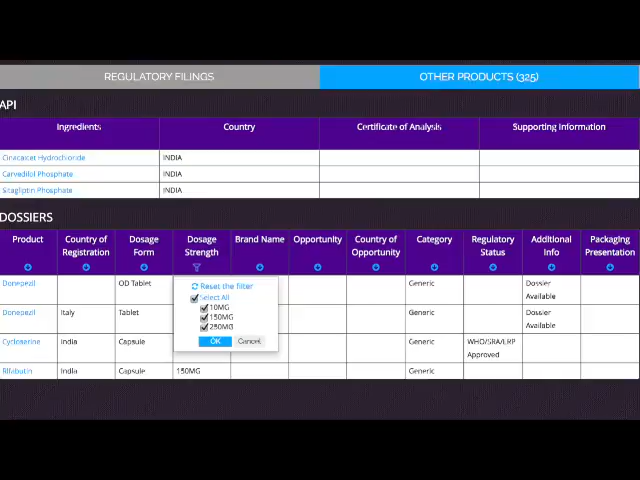 REGULATORY FILINGS OTHER PRODUCTS (325)
API
Ingredients Country Certificate of Analysis Supporting Information
Cinacalcet Hydrochloride INDIA
Carvedilol Phosphate INDIA
Sitagliptin Phosphate INDIA
DOSSIERS
Product Country of Registration Dosage Form Dosage Strength Brand Name Opportunity Country of Opportunity Category Regulatory Status Additional Info Packaging Presentation
Donepezil OD Tablet Generic Dossier Available
Reset the filter
Select All
10MG
150MG
250MG
OK Cancel
Donepezil Italy Tablet Generic Dossier Available
Cycloserine India Capsule Generic WHO/SRA/ERP Approved
Rifabutin India Capsule 150MG Generic